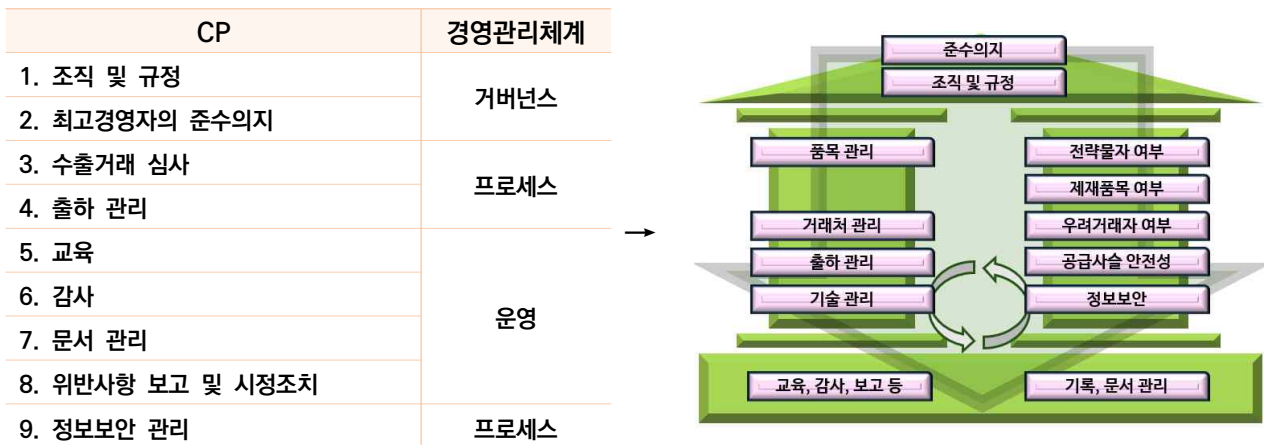 CP 경영관리체계
1. 조직 및 규정
2. 최고경영자의 준수의지
거버넌스
3. 수출거래 심사
4. 출하 관리
프로세스
5. 교육
6. 감사
7. 문서 관리
8. 위반사항 보고 및 시정조치
운영
9. 정보보안 관리 프로세스
준수의지
조직 및 규정
품목 관리 전략물자 여부
제재품목 여부
거래처 관리 우려거래자 여부
출하 관리 공급사슬 안전성
기술 관리 정보보안
교육, 감사, 보고 등 기록, 문서 관리